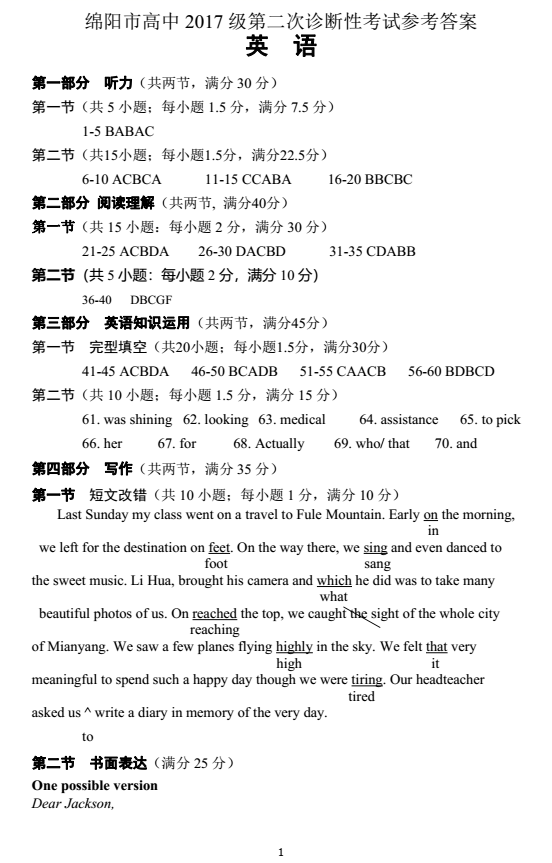 绵阳市高中 2017 级第二次诊断性考试参考答案
英 语
第一部分 听力（共两节，满分 30 分）
第一节（共 5 小题；每小题 1.5 分，满分 7.5 分）
1-5 BABAC
第二节（共15小题；每小题1.5分，满分22.5分）
6-10 ACBCA 11-15 CCABA 16-20 BBCBC
第二部分 阅读理解（共两节, 满分40分）
第一节（共 15 小题：每小题 2 分，满分 30 分）
21-25 ACBDA 26-30 DACBD 31-35 CDABB
第二节（共 5 小题：每小题 2 分，满分 10 分）
36-40 DBCGF
第三部分 英语知识运用（共两节，满分45分）
第一节 完型填空（共20小题；每小题1.5分，满分30分）
41-45 ACBDA 46-50 BCADB 51-55 CAACB 56-60 BDBCD
第二节（共 10 小题；每小题 1.5 分，满分 15 分）
61. was shining 62. looking 63. medical 64. assistance 65. to pick
66. her 67. for 68. Actually 69. who/ that 70. and
第四部分 写作（共两节，满分 35 分）
第一节 短文改错（共 10 小题；每小题 1 分，满分 10 分）
Last Sunday my class went on a travel to Fule Mountain. Early on the morning,
in
we left for the destination on feet. On the way there, we sing and even danced to
foot sang
the sweet music. Li Hua, brought his camera and which he did was to take many
what
beautiful photos of us. On reached the top, we caught the sight of the whole city
reaching
of Mianyang. We saw a few planes flying highly in the sky. We felt that very
high it
meaningful to spend such a happy day though we were tiring. Our headteacher
tired
asked us ^ write a diary in memory of the very day.
to
第二节 书面表达（满分 25 分）
One possible version
Dear Jackson,
1